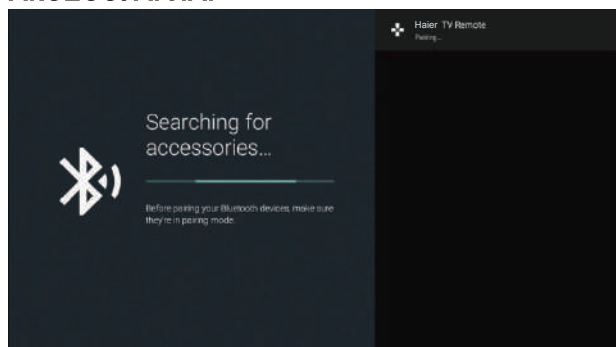 Haier TV Remote
Pairing...
Searching for
accessories...
Before pairing your Bluetooth devices, make sure
they're in pairing mode.